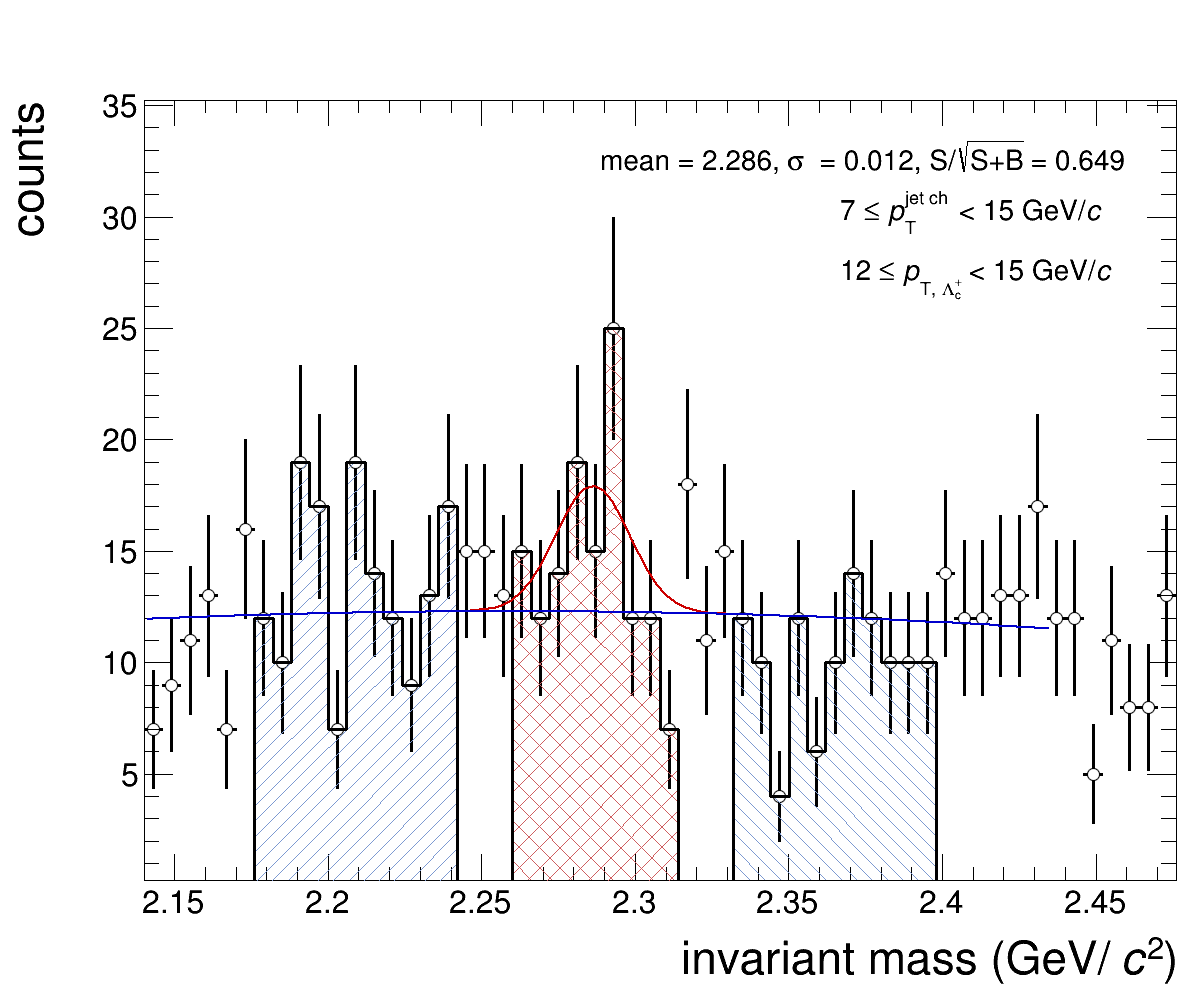 counts
35
30
25
20
15
10
5
mean = 2.286, σ = 0.012, S/√S+B = 0.649
7 ≤ p_T^jet ch < 15 GeV/c
12 ≤ p_T, Λ_c^+ < 15 GeV/c
2.15 2.2 2.25 2.3 2.35 2.4 2.45
invariant mass (GeV/ c²)